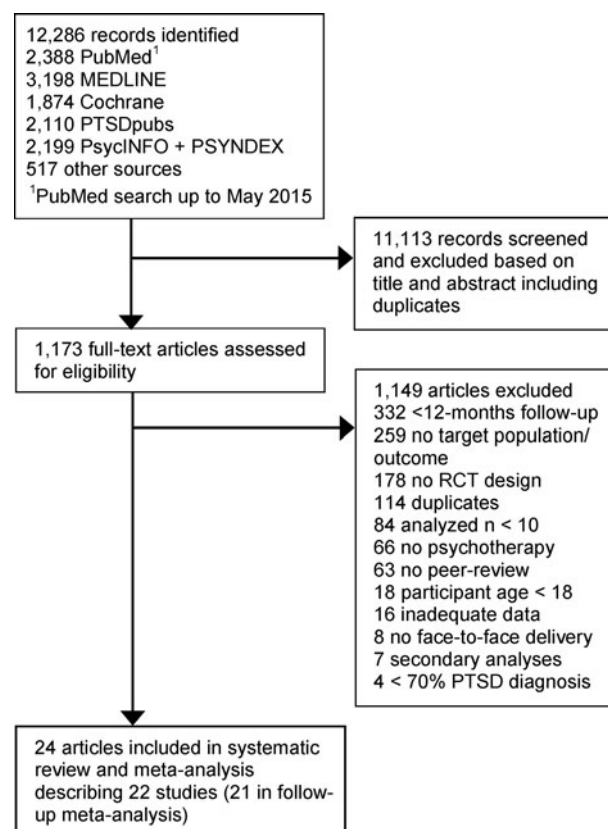 12,286 records identified
2,388 PubMed¹
3,198 MEDLINE
1,874 Cochrane
2,110 PTSDpubs
2,199 PsycINFO + PSYNDEX
517 other sources
¹PubMed search up to May 2015
11,113 records screened
and excluded based on
title and abstract including
duplicates
1,173 full-text articles assessed
for eligibility
1,149 articles excluded
332 <12-months follow-up
259 no target population/
outcome
178 no RCT design
114 duplicates
84 analyzed n < 10
66 no psychotherapy
63 no peer-review
18 participant age < 18
16 inadequate data
8 no face-to-face delivery
7 secondary analyses
4 < 70% PTSD diagnosis
24 articles included in systematic
review and meta-analysis
describing 22 studies (21 in follow-
up meta-analysis)